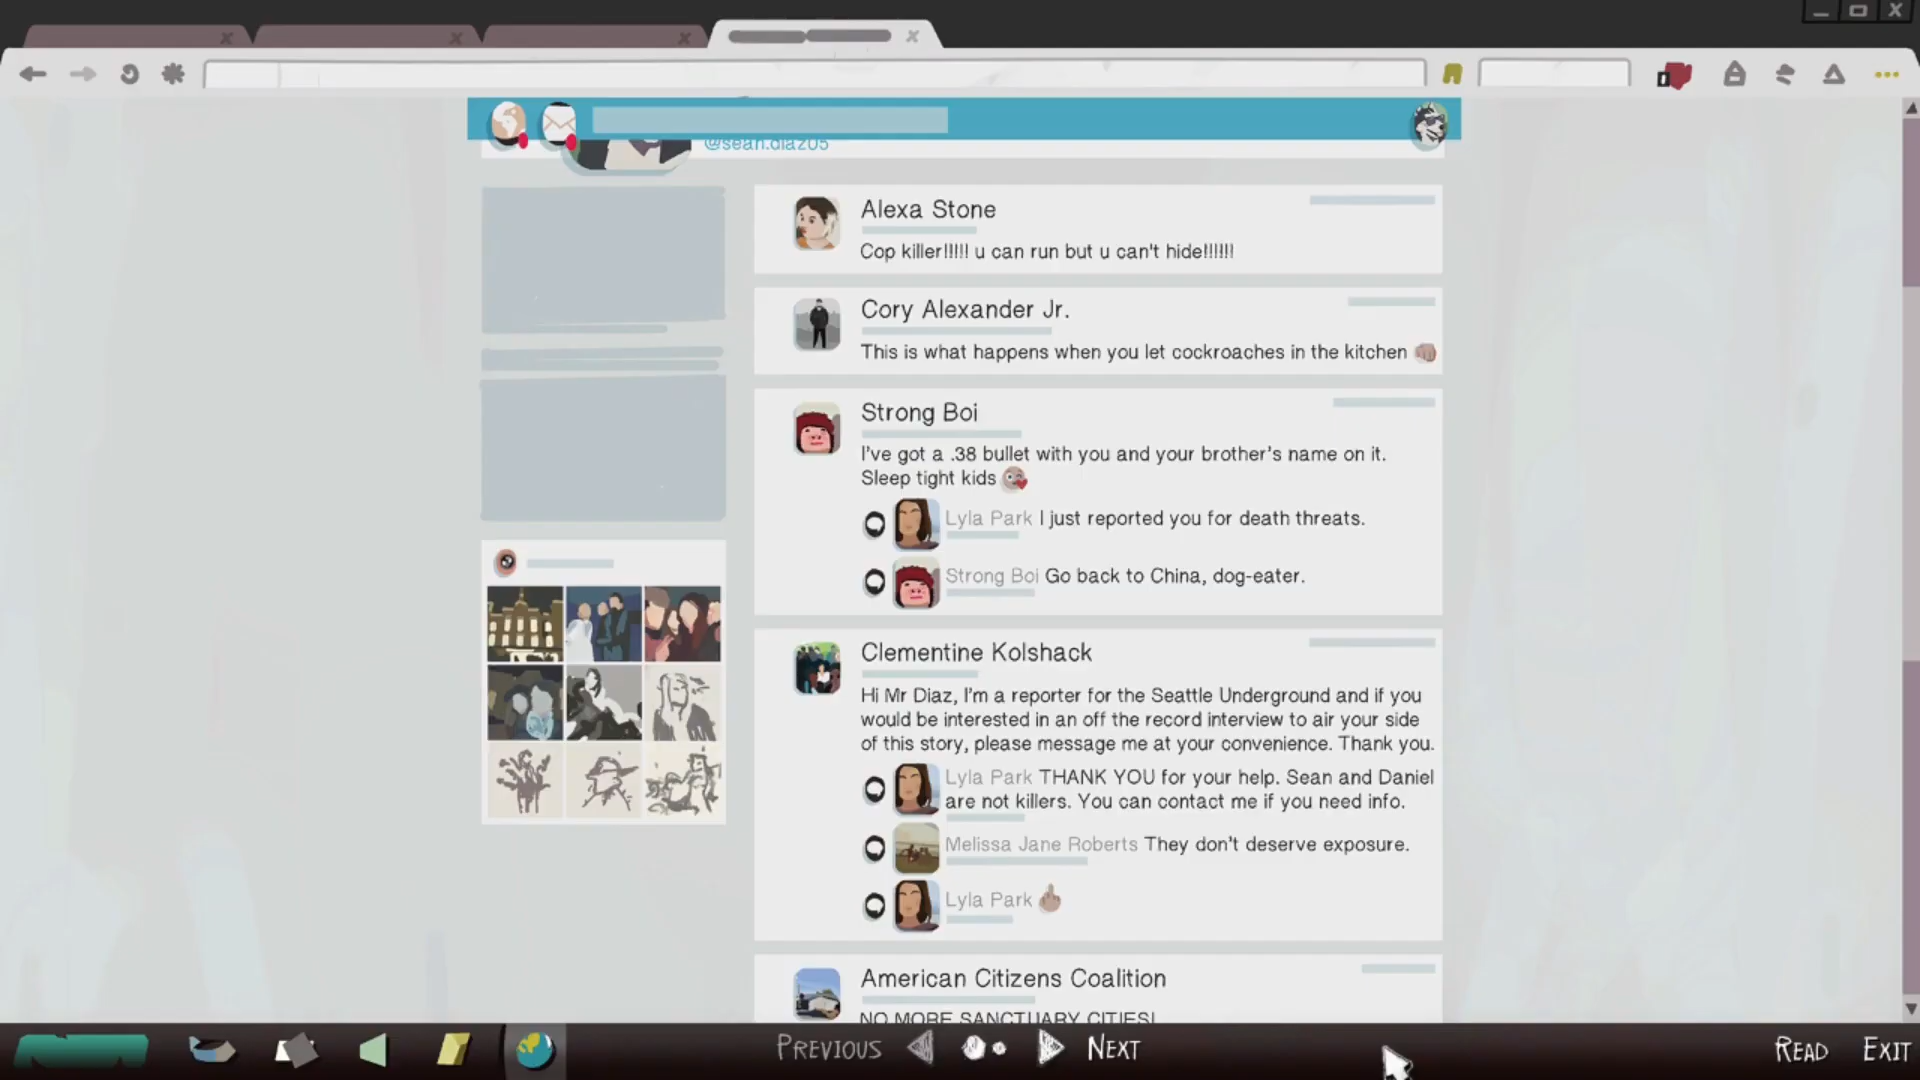 @sean.diaz05
Alexa Stone
Cop killer!!!!! u can run but u can't hide!!!!!!
Cory Alexander Jr.
This is what happens when you let cockroaches in the kitchen
Strong Boi
I've got a .38 bullet with you and your brother's name on it.
Sleep tight kids
Lyla Park I just reported you for death threats.
Strong Boi Go back to China, dog-eater.
Clementine Kolshack
Hi Mr Diaz, I'm a reporter for the Seattle Underground and if you
would be interested in an off the record interview to air your side
of this story, please message me at your convenience. Thank you.
Lyla Park THANK YOU for your help. Sean and Daniel
are not killers. You can contact me if you need info.
Melissa Jane Roberts They don't deserve exposure.
Lyla Park
American Citizens Coalition
NO MORE SANCTUARY CITIES!
PREVIOUS
NEXT
READ
EXIT